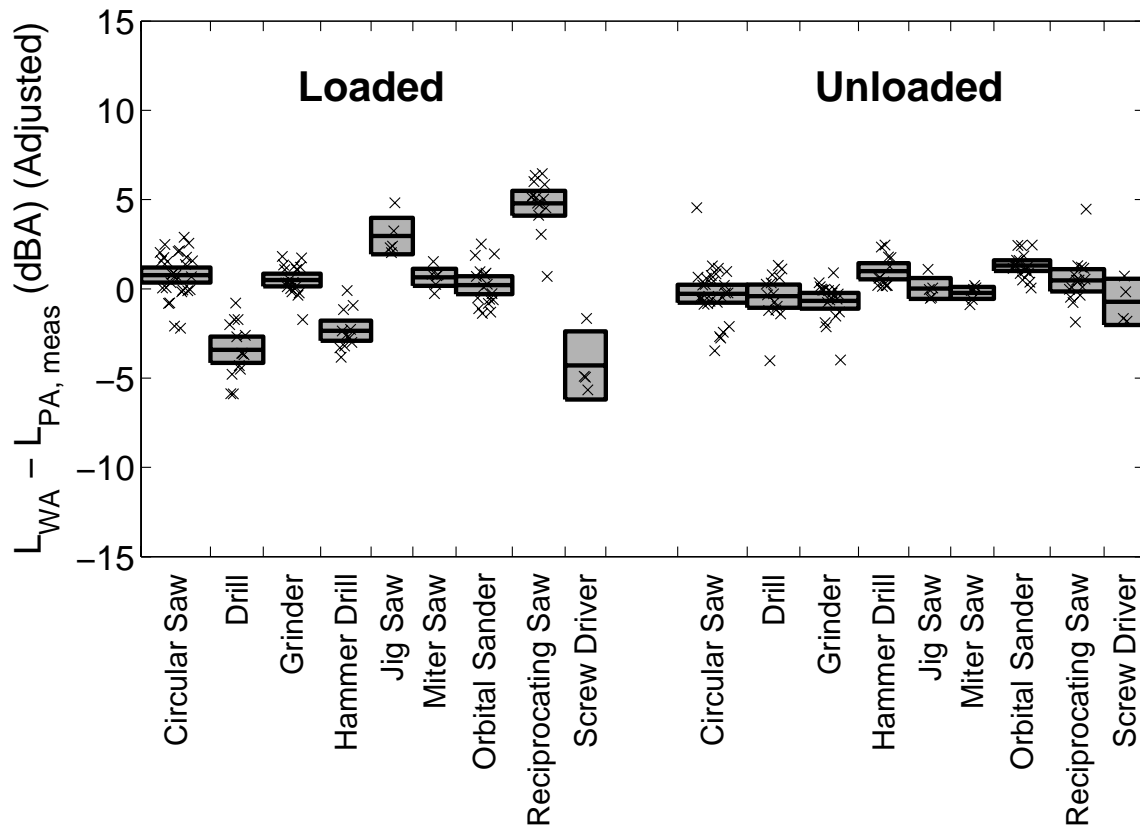 L_WA − L_PA, meas (dBA) (Adjusted)
15
10
5
0
−5
−10
−15
Loaded
Unloaded
Circular Saw
Drill
Grinder
Hammer Drill
Jig Saw
Miter Saw
Orbital Sander
Reciprocating Saw
Screw Driver
Circular Saw
Drill
Grinder
Hammer Drill
Jig Saw
Miter Saw
Orbital Sander
Reciprocating Saw
Screw Driver